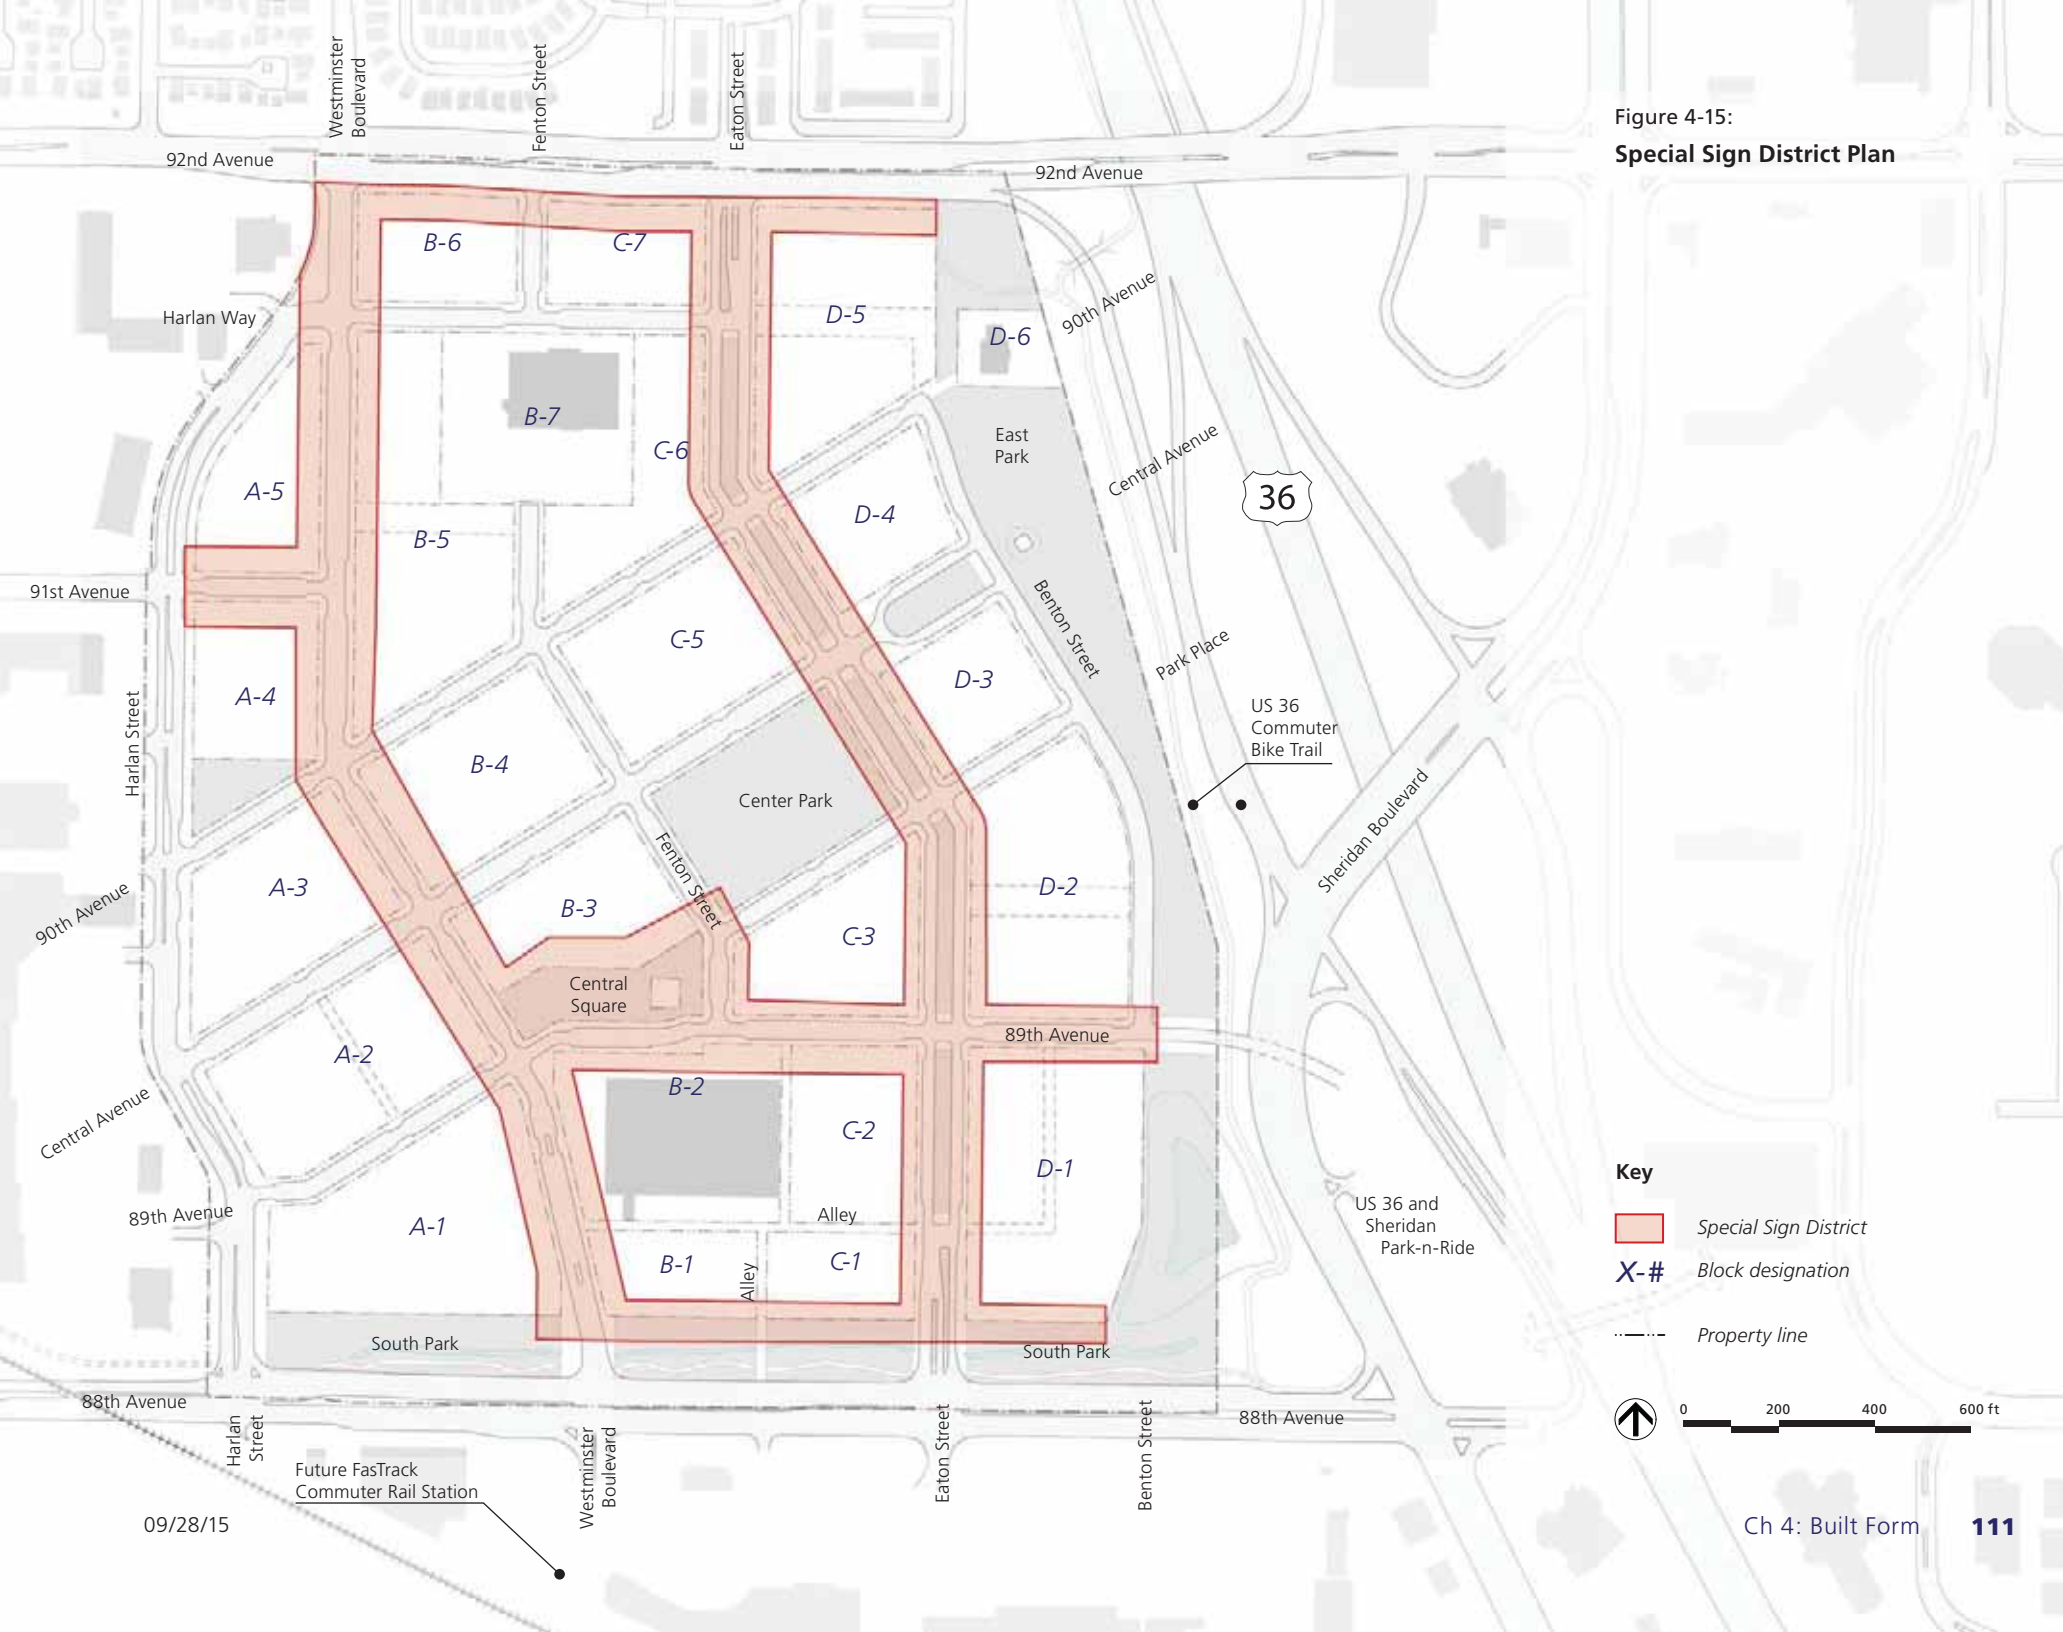 Westminster
Boulevard
Fenton Street
Eaton Street
Figure 4-15:
Special Sign District Plan
92nd Avenue
92nd Avenue
B-6
C-7
Harlan Way
D-5
D-6
90th Avenue
B-7
C-6
East
Park
Central Avenue
A-5
D-4
36
B-5
91st Avenue
Benton Street
C-5
Park Place
D-3
A-4
Harlan Street
US 36
Commuter
Bike Trail
B-4
Center Park
Sheridan Boulevard
Fenton Street
A-3
D-2
90th Avenue
B-3
C-3
Central
Square
89th Avenue
A-2
B-2
Central Avenue
C-2
D-1
Key
89th Avenue
A-1
Alley
US 36 and
Sheridan
Park-n-Ride
Special Sign District
B-1
Alley
C-1
X-#
Block designation
South Park
South Park
Property line
88th Avenue
88th Avenue
0 200 400 600 ft
Harlan
Street
Westminster
Boulevard
Eaton Street
Benton Street
Future FasTrack
Commuter Rail Station
09/28/15
Ch 4: Built Form 111